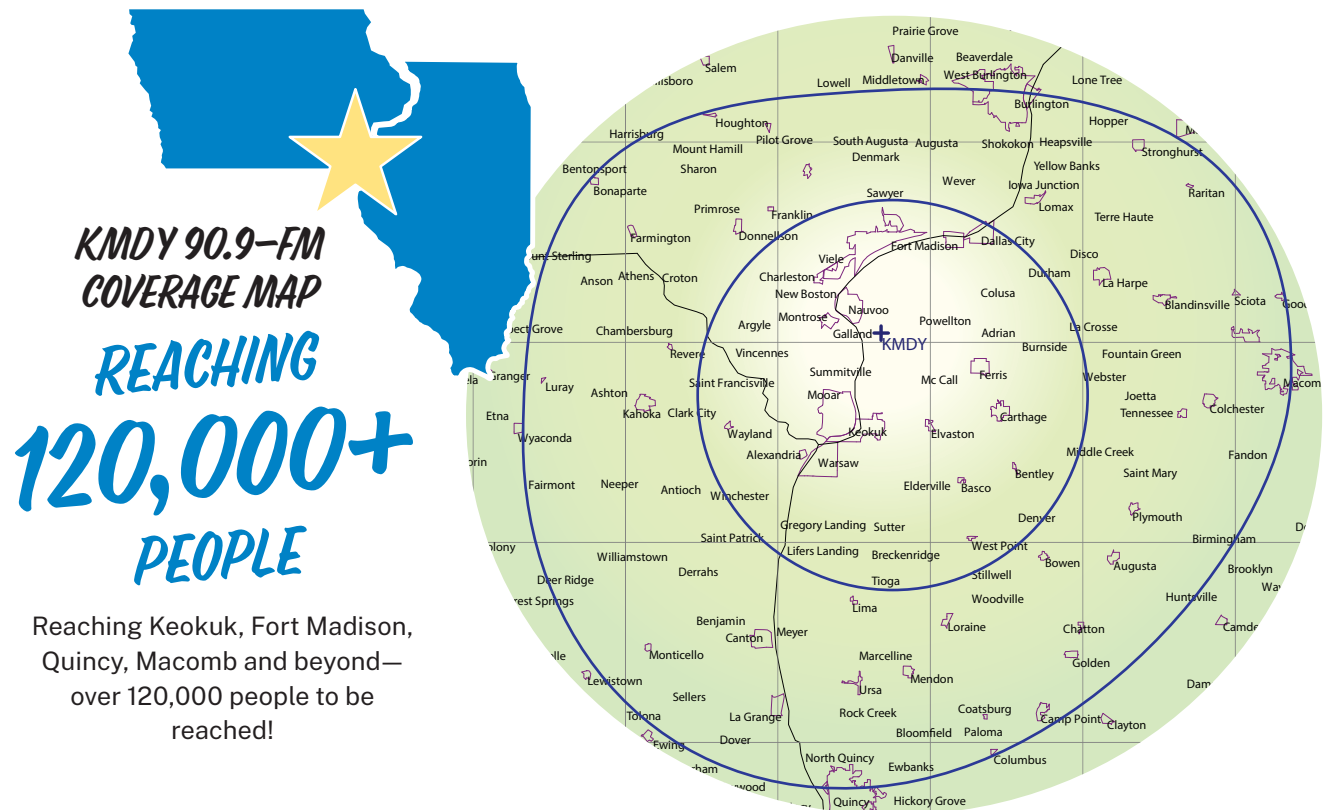 KMDY 90.9–FM
COVERAGE MAP
REACHING
120,000+
PEOPLE
Reaching Keokuk, Fort Madison,
Quincy, Macomb and beyond—
over 120,000 people to be
reached!
Prairie Grove
Danville
Beaverdale
Salem
West Burlington
Middletown
Lone Tree
Lowell
Burlington
Houghton
Hopper
Harrisburg
Pilot Grove
South Augusta
Augusta
Shokokon
Heapsville
Mount Hamill
Denmark
Stronghurst
Bentonsport
Sharon
Yellow Banks
Bonaparte
Wever
Iowa Junction
Sawyer
Raritan
Primrose
Franklin
Lomax
Terre Haute
Farmington
Donnellson
Fort Madison
Dallas City
Sterling
Viele
Disco
Anson
Athens
Croton
Charleston
Durham
La Harpe
New Boston
Colusa
Blandinsville
Sciota
Montrose
Nauvoo
Grove
Chambersburg
Argyle
Galland
Powellton
Adrian
La Crosse
KMDY
Revere
Vincennes
Burnside
Fountain Green
Granger
Luray
Saint Francisville
Summitville
Mc Call
Ferris
Webster
Macom
Ashton
Mooar
Joetta
Etna
Kahoka
Clark City
Carthage
Tennessee
Colchester
Wyaconda
Wayland
Keokuk
Elvaston
Alexandria
Warsaw
Middle Creek
Fandon
Fairmont
Neeper
Antioch
Winchester
Elderville
Basco
Bentley
Saint Mary
Gregory Landing
Sutter
Denver
Plymouth
Saint Patrick
Lifers Landing
Breckenridge
West Point
Birmingham
Williamstown
Bowen
Augusta
Brooklyn
Deer Ridge
Derrahs
Tioga
Stillwell
Springs
Lima
Woodville
Huntsville
Benjamin
Canton
Meyer
Loraine
Chatton
Camde
Monticello
Marcelline
Golden
Lewistown
Mendon
Ursa
Sellers
Tolona
La Grange
Rock Creek
Coatsburg
Camp Point
Clayton
Ewing
Dover
Bloomfield
Paloma
North Quincy
Ewbanks
Columbus
Quincy
Hickory Grove